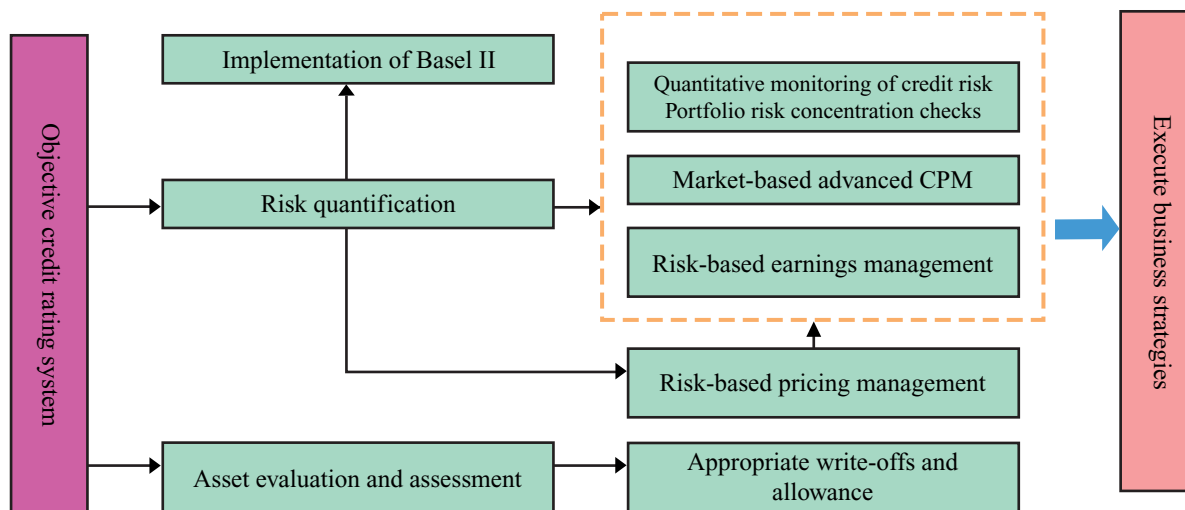 Objective credit rating system
Implementation of Basel II
Risk quantification
Asset evaluation and assessment
Quantitative monitoring of credit risk
Portfolio risk concentration checks
Market-based advanced CPM
Risk-based earnings management
Risk-based pricing management
Appropriate write-offs and
allowance
Execute business strategies